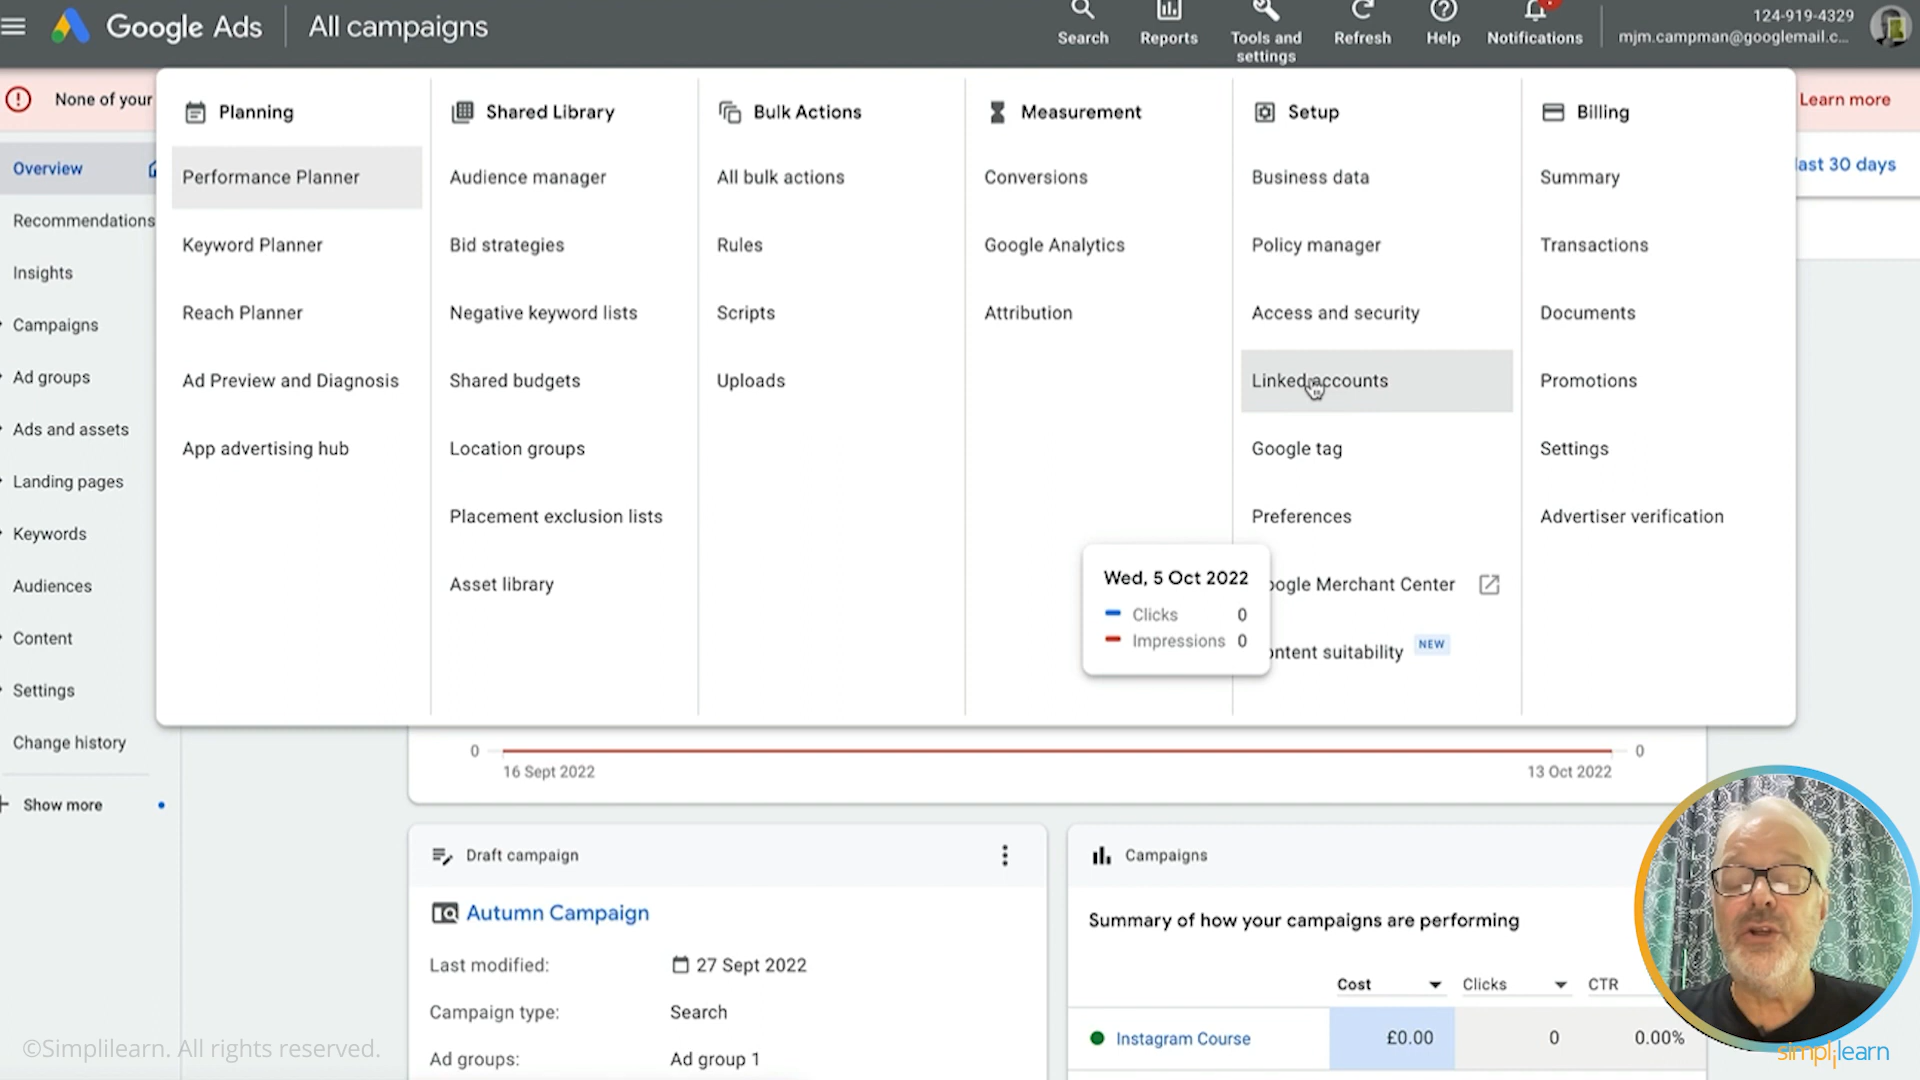 Google Ads
All campaigns
Search
Reports
Tools and
settings
Refresh
Help
Notifications
124-919-4329
mjm.campman@googlemail.c...
None of your
Learn more
last 30 days
Overview
Recommendations
Insights
Campaigns
Ad groups
Ads and assets
Landing pages
Keywords
Audiences
Content
Settings
Change history
Show more
Planning
Performance Planner
Keyword Planner
Reach Planner
Ad Preview and Diagnosis
App advertising hub
Shared Library
Audience manager
Bid strategies
Negative keyword lists
Shared budgets
Location groups
Placement exclusion lists
Asset library
Bulk Actions
All bulk actions
Rules
Scripts
Uploads
Measurement
Conversions
Google Analytics
Attribution
Setup
Business data
Policy manager
Access and security
Linked accounts
Google tag
Preferences
oogle Merchant Center
ontent suitability NEW
Billing
Summary
Transactions
Documents
Promotions
Settings
Advertiser verification
Wed, 5 Oct 2022
Clicks 0
Impressions 0
0
0
16 Sept 2022
13 Oct 2022
Draft campaign
Autumn Campaign
Last modified: 27 Sept 2022
Campaign type: Search
Ad groups: Ad group 1
Campaigns
Summary of how your campaigns are performing
Cost Clicks CTR
Instagram Course £0.00 0 0.00%
©Simplilearn. All rights reserved.
simplilearn